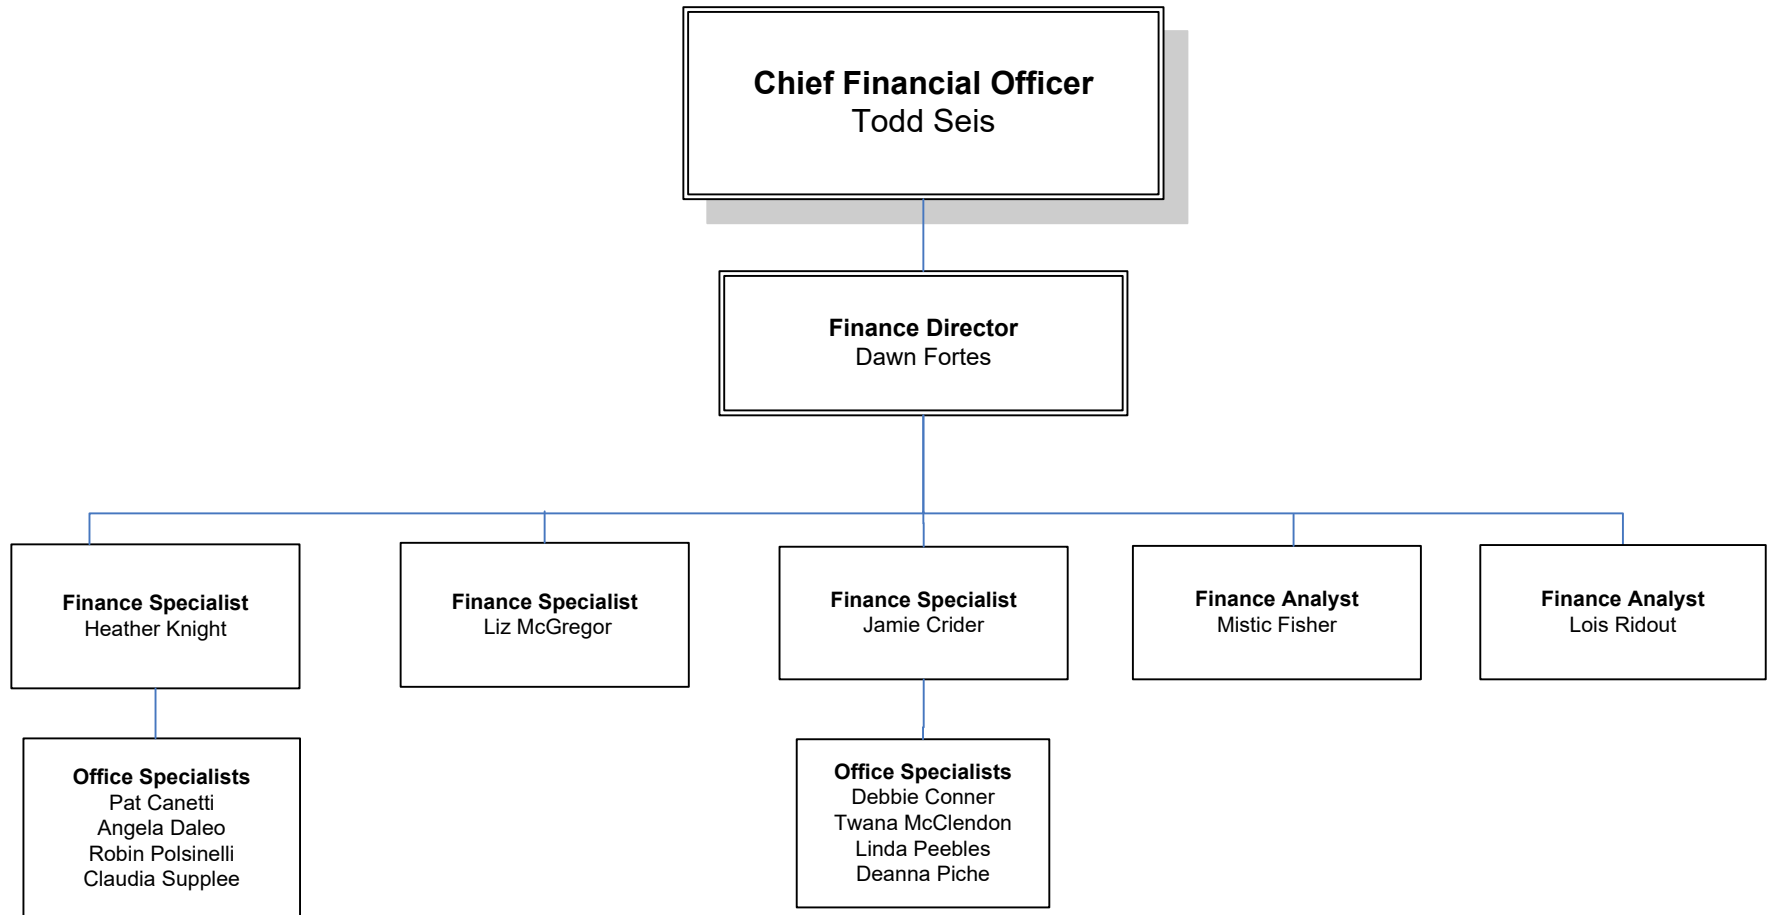 Chief Financial Officer
Todd Seis
Finance Director
Dawn Fortes
Finance Specialist
Heather Knight
Finance Specialist
Liz McGregor
Finance Specialist
Jamie Crider
Finance Analyst
Mistic Fisher
Finance Analyst
Lois Ridout
Office Specialists
Pat Canetti
Angela Daleo
Robin Polsinelli
Claudia Supplee
Office Specialists
Debbie Conner
Twana McClendon
Linda Peebles
Deanna Piche